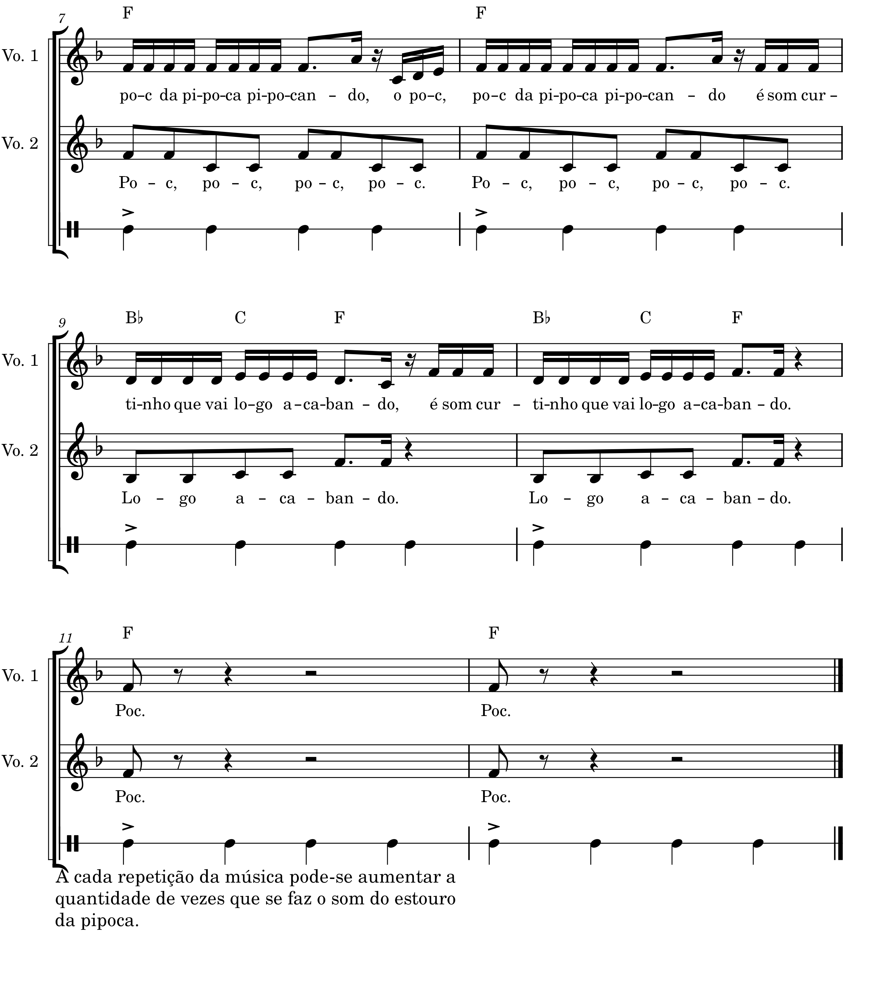 7 F F
Vo. 1
po-c da pi-po-ca pi-po-can - do, o po-c, po-c da pi-po-ca pi-po-can - do é som cur -
Vo. 2
Po - c, po - c, po - c, po - c. Po - c, po - c, po - c, po - c.
9 B♭ C F B♭ C F
Vo. 1
ti-nho que vai lo-go a-ca-ban - do, é som cur - ti-nho que vai lo-go a-ca-ban - do.
Vo. 2
Lo - go a - ca - ban - do. Lo - go a - ca - ban - do.
11 F F
Vo. 1
Poc. Poc.
Vo. 2
Poc. Poc.
A cada repetição da música pode-se aumentar a
quantidade de vezes que se faz o som do estouro
da pipoca.